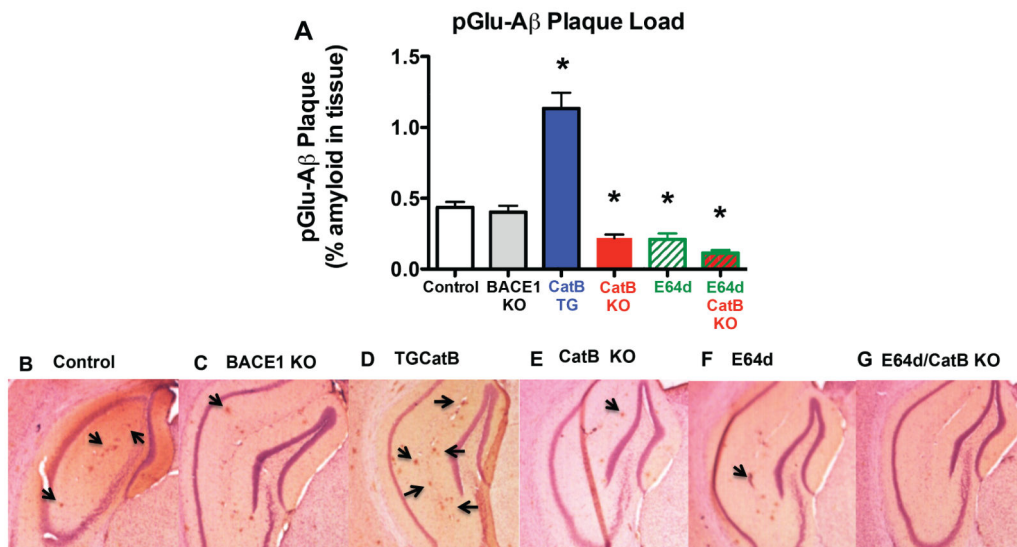 A
pGlu-Aβ Plaque Load
pGlu-Aβ Plaque
(% amyloid in tissue)
1.5
1.0
0.5
0.0
*
*
*
*
Control
BACE1
KO
CatB
TG
CatB
KO
E64d
E64d
CatB
KO
B Control
C BACE1 KO
D TGCatB
E CatB KO
F E64d
G E64d/CatB KO